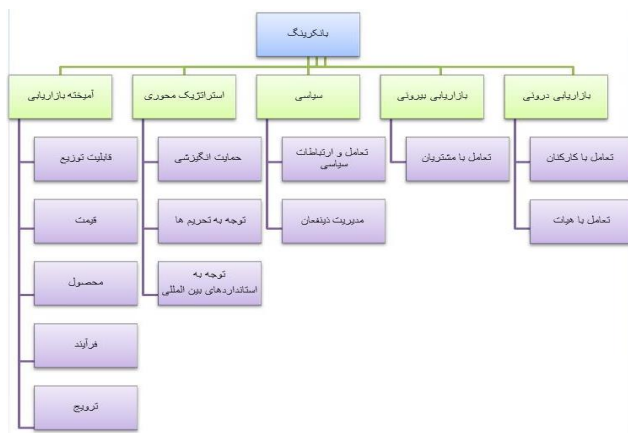 بانکرینگ
بازاریابی درونی
بازاریابی بیرونی
سیاسی
استراتژیک محوری
آمیخته بازاریابی
تعامل با کارکنان
تعامل با هیات
تعامل با مشتریان
تعامل و ارتباطات
سیاسی
مدیریت ذینفعان
حمایت انگیزشی
توجه به تحریم ها
توجه به
استانداردهای بین المللی
قابلیت توزیع
قیمت
محصول
فرآیند
ترویج